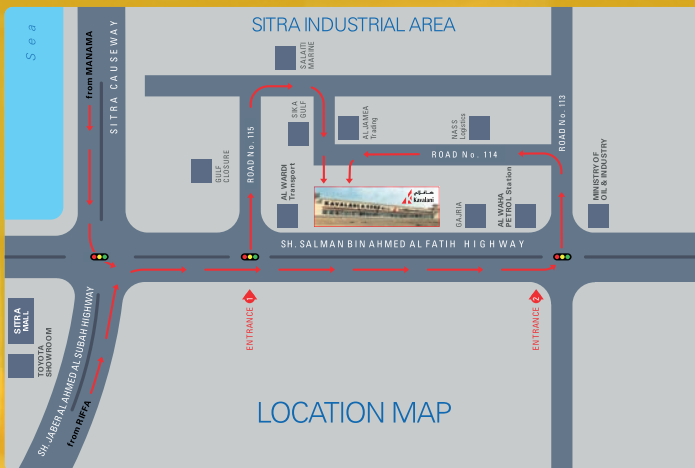 SITRA INDUSTRIAL AREA
Sea
from MANAMA
SITRA CAUSEWAY
SALAITI
MARINE
SIKA
GULF
AL JAMEA
Trading
NASS
Logistics
ROAD No. 113
ROAD No. 115
ROAD No. 114
GULF
CLOSURE
AL WARDI
Transport
Kavalani
GAJRIA
AL WAHA
PETROL Station
MINISTRY OF
OIL & INDUSTRY
SH. SALMAN BIN AHMED AL FATIH HIGHWAY
SITRA
MALL
TOYOTA
SHOWROOM
SH. JABER AL AHMED AL SUBAH HIGHWAY
from RIFFA
ENTRANCE 1
ENTRANCE 2
LOCATION MAP